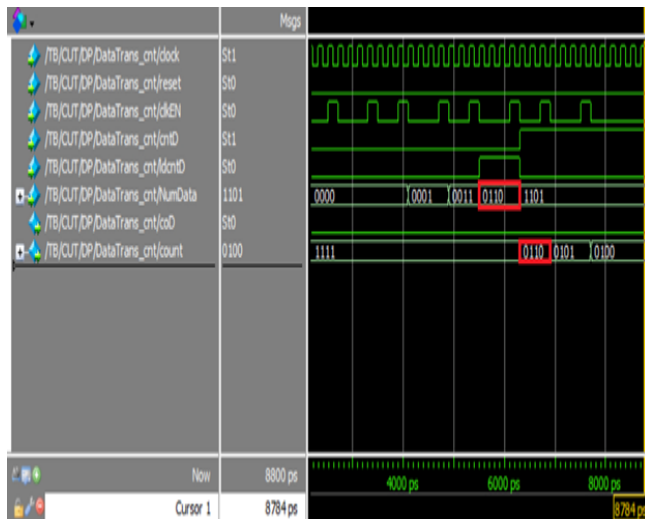 Msgs
/TB/CUT/DP/DataTrans_cnt/clock St1
/TB/CUT/DP/DataTrans_cnt/reset St0
/TB/CUT/DP/DataTrans_cnt/clkEN St0
/TB/CUT/DP/DataTrans_cnt/cntD St1
/TB/CUT/DP/DataTrans_cnt/ldcntD St0
/TB/CUT/DP/DataTrans_cnt/NumData 1101 0000 0001 0011 0110 1101
/TB/CUT/DP/DataTrans_cnt/coD St0
/TB/CUT/DP/DataTrans_cnt/count 0100 1111 0110 0101 0100
Now 8800 ps 4000 ps 6000 ps 8000 ps
Cursor 1 8784 ps 8784 ps